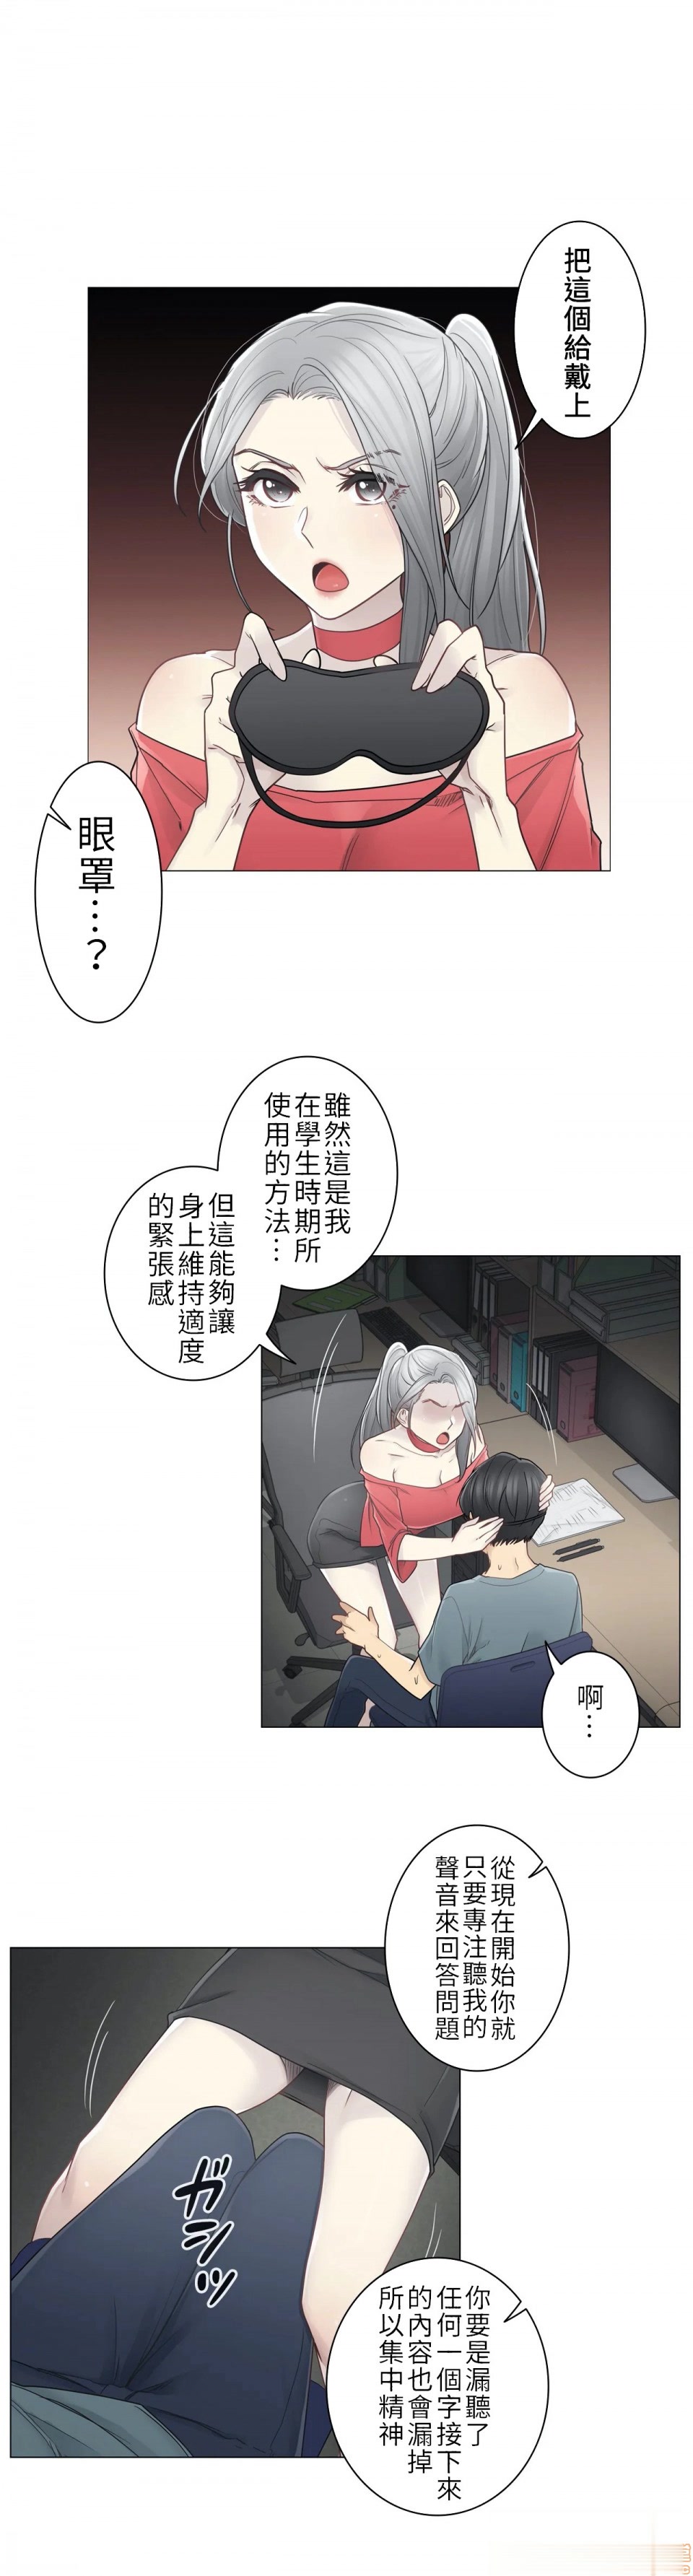 把這個給戴上
眼罩…?
雖然這是我
在學生時期所
使用的方法…
但這能夠讓
身上維持適度
的緊張感
啊…
從現在開始你就
只要專注聽我的
聲音來回答問題
ガシッ
你要是漏聽了
任何一個字接下來
的內容也會漏掉
所以集中精神